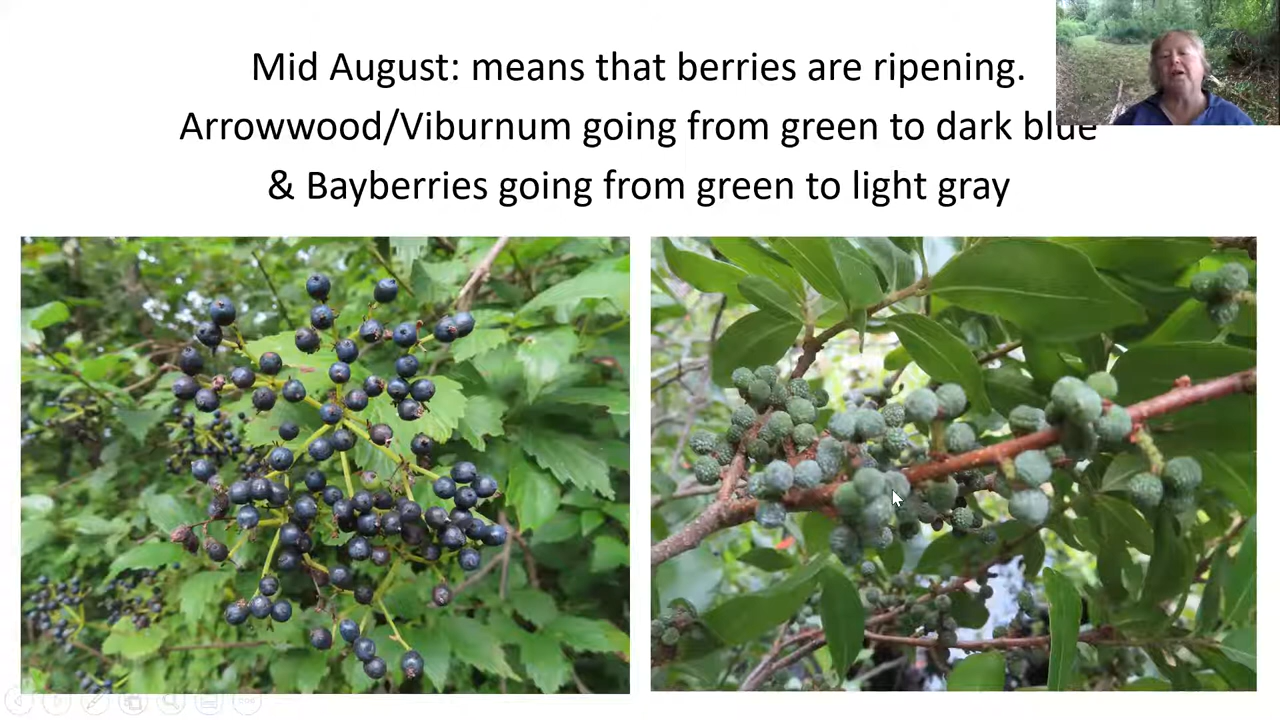 Mid August: means that berries are ripening.
Arrowwood/Viburnum going from green to dark blue
& Bayberries going from green to light gray